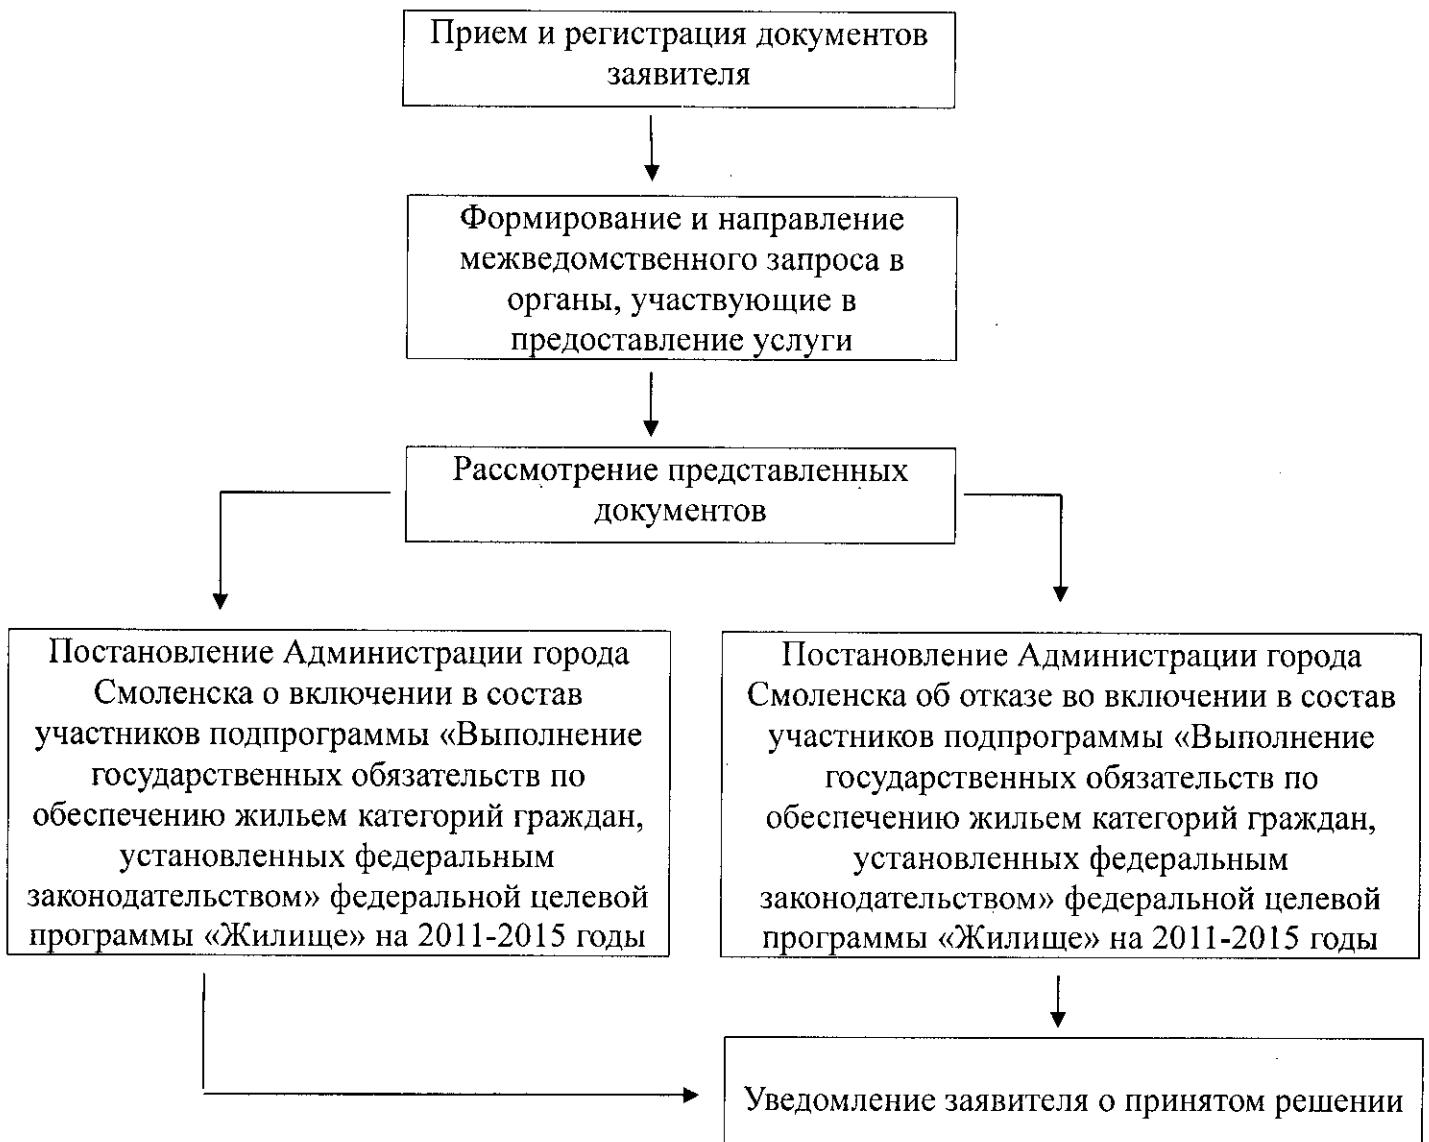 Прием и регистрация документов
заявителя
Формирование и направление
межведомственного запроса в
органы, участвующие в
предоставление услуги
Рассмотрение представленных
документов
Постановление Администрации города
Смоленска о включении в состав
участников подпрограммы «Выполнение
государственных обязательств по
обеспечению жильем категорий граждан,
установленных федеральным
законодательством» федеральной целевой
программы «Жилище» на 2011-2015 годы
Постановление Администрации города
Смоленска об отказе во включении в состав
участников подпрограммы «Выполнение
государственных обязательств по
обеспечению жильем категорий граждан,
установленных федеральным
законодательством» федеральной целевой
программы «Жилище» на 2011-2015 годы
Уведомление заявителя о принятом решении